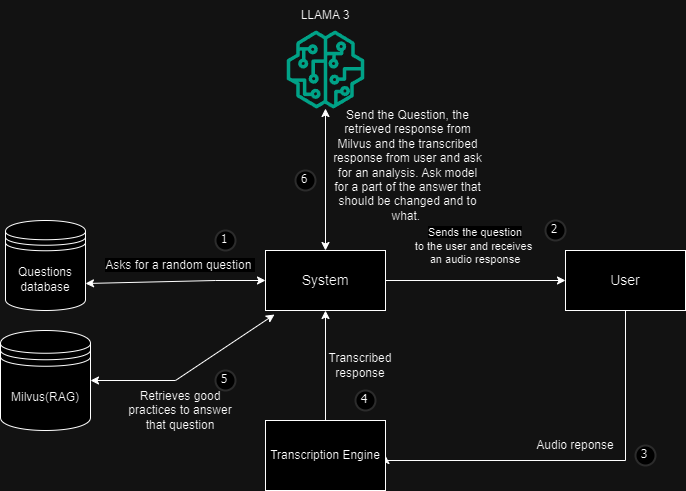 LLAMA 3
Send the Question, the
retrieved response from
Milvus and the transcribed
response from user and ask
for an analysis. Ask model
for a part of the answer that
should be changed and to
what.
6
1
Asks for a random question
Questions
database
System
2
Sends the question
to the user and receives
an audio response
User
Milvus(RAG)
5
Retrieves good
practices to answer
that question
Transcribed
response
4
Transcription Engine
Audio reponse
3